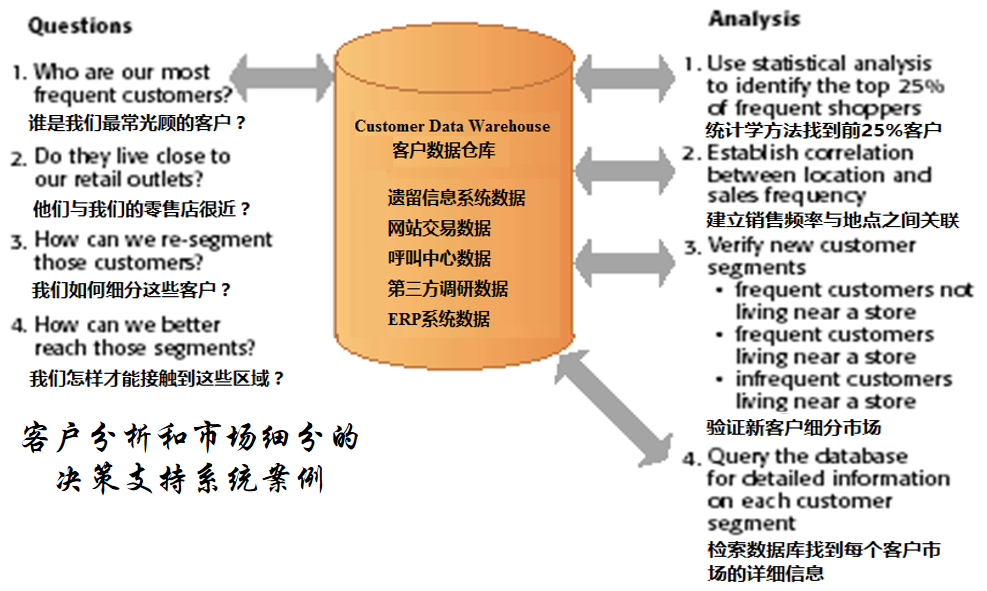 Questions
1. Who are our most
frequent customers?
谁是我们最常光顾的客户？
2. Do they live close to
our retail outlets?
他们与我们的零售店很近？
3. How can we re-segment
those customers?
我们如何细分这些客户？
4. How can we better
reach those segments?
我们怎样才能接触到这些区域？
客户分析和市场细分的
决策支持系统案例
Customer Data Warehouse
客户数据仓库
遗留信息系统数据
网站交易数据
呼叫中心数据
第三方调研数据
ERP系统数据
Analysis
1. Use statistical analysis
to identify the top 25%
of frequent shoppers
统计学方法找到前25%客户
2. Establish correlation
between location and
sales frequency
建立销售频率与地点之间关联
3. Verify new customer
segments
• frequent customers not
living near a store
• frequent customers
living near a store
• infrequent customers
living near a store
验证新客户细分市场
4. Query the database
for detailed information
on each customer
segment
检索数据库找到每个客户市
场的详细信息